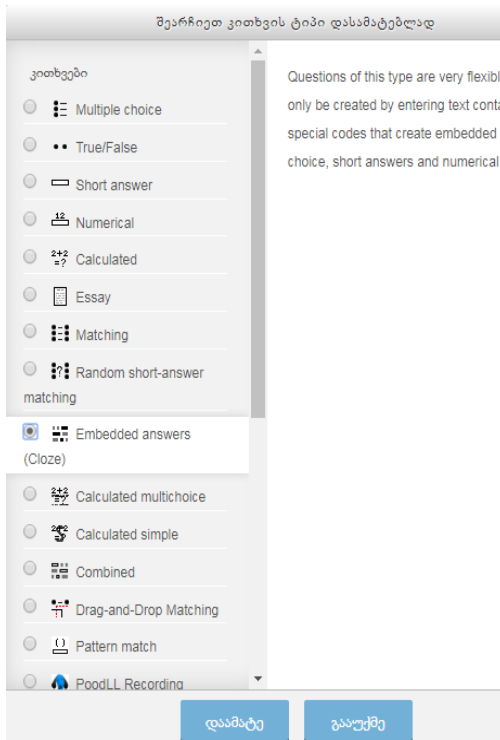 შეარჩიეთ კითხვის ტიპი დასამატებლად
კითხვები
Multiple choice
True/False
Short answer
Numerical
Calculated
Essay
Matching
Random short-answer
matching
Embedded answers
(Cloze)
Calculated multichoice
Calculated simple
Combined
Drag-and-Drop Matching
Pattern match
PoodLL Recording
Questions of this type are very flexibl
only be created by entering text conta
special codes that create embedded
choice, short answers and numerical
დაამატე
გააუქმე